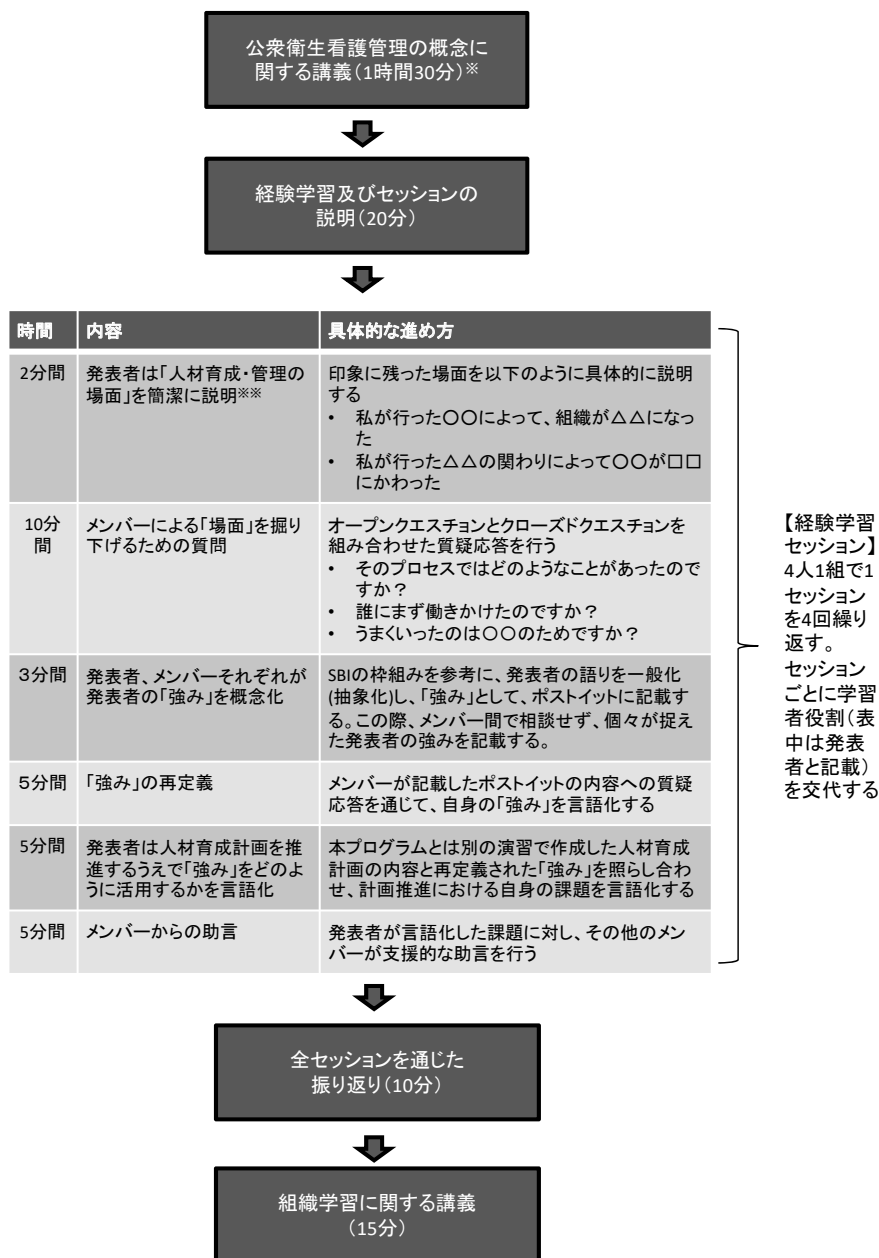 公衆衛生看護管理の概念に
関する講義(1時間30分)※
経験学習及びセッションの
説明(20分)
時間 内容 具体的な進め方
2分間 発表者は「人材育成・管理の
場面」を簡潔に説明※※
印象に残った場面を以下のように具体的に説明
する
• 私が行った〇〇によって、組織が△△になっ
た
• 私が行った△△の関わりによって〇〇が□□
にかわった
10分
間
メンバーによる「場面」を掘り
下げるための質問
オープンクエスチョンとクローズドクエスチョンを
組み合わせた質疑応答を行う
• そのプロセスではどのようなことがあったので
すか？
• 誰にまず働きかけたのですか？
• うまくいったのは〇〇のためですか？
３分間 発表者、メンバーそれぞれが
発表者の「強み」を概念化
SBIの枠組みを参考に、発表者の語りを一般化
(抽象化)し、「強み」として、ポストイットに記載す
る。この際、メンバー間で相談せず、個々が捉え
た発表者の強みを記載する。
５分間 「強み」の再定義
メンバーが記載したポストイットの内容への質疑
応答を通じて、自身の「強み」を言語化する
5分間 発表者は人材育成計画を推
進するうえで「強み」をどのよ
うに活用するかを言語化
本プログラムとは別の演習で作成した人材育成
計画の内容と再定義された「強み」を照らし合わ
せ、計画推進における自身の課題を言語化する
5分間 メンバーからの助言
発表者が言語化した課題に対し、その他のメン
バーが支援的な助言を行う
【経験学習
セッション】
4人1組で1
セッション
を4回繰り
返す。
セッション
ごとに学習
者役割(表
中は発表
者と記載)
を交代する
全セッションを通じた
振り返り(10分)
組織学習に関する講義
(15分)